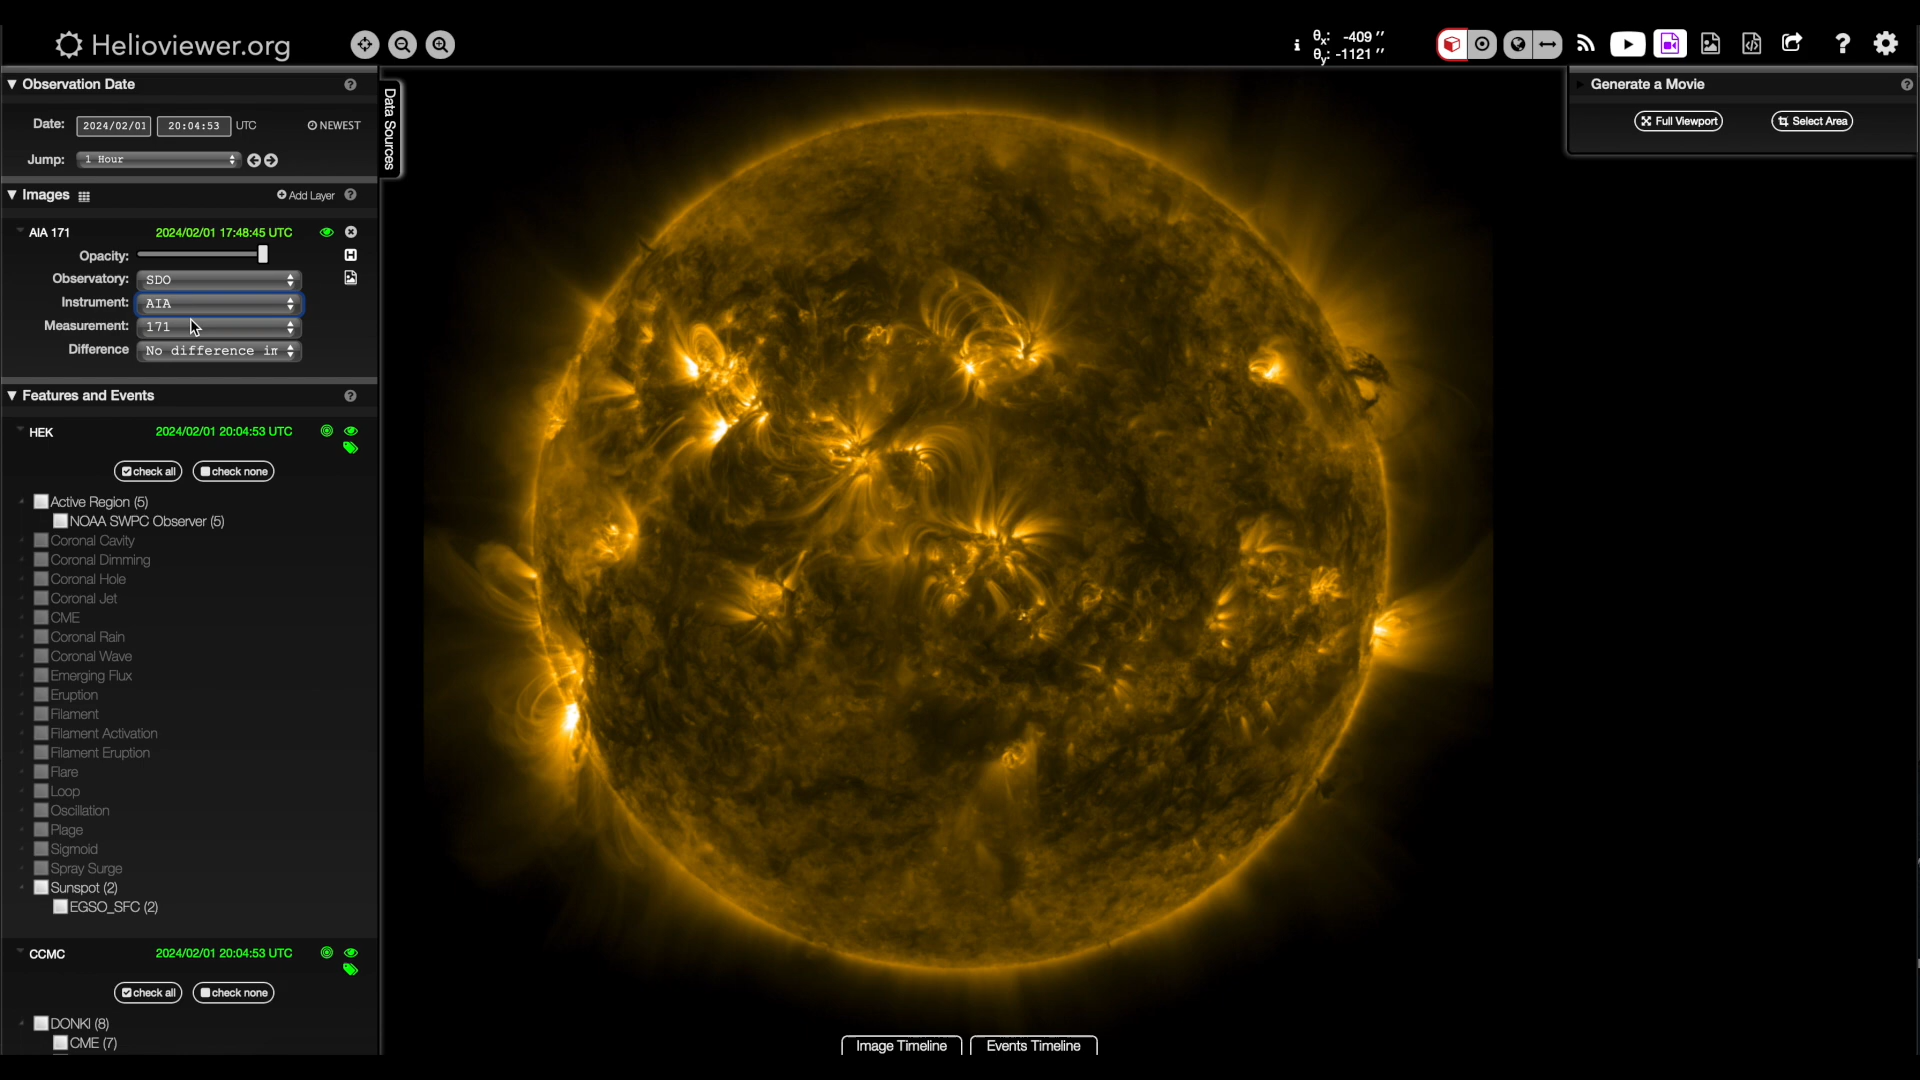 Helioviewer.org
θx: -409 ″
θy: -1121 ″
Observation Date
Date: 2024/02/01 20:04:53 UTC NEWEST
Jump: 1 Hour
Images
Add Layer
AIA 171 2024/02/01 17:48:45 UTC
Opacity:
Observatory: SDO
Instrument: AIA
Measurement: 171
Difference No difference im
Features and Events
HEK 2024/02/01 20:04:53 UTC
check all check none
Active Region (5)
NOAA SWPC Observer (5)
Coronal Cavity
Coronal Dimming
Coronal Hole
Coronal Jet
CME
Coronal Rain
Coronal Wave
Emerging Flux
Eruption
Filament
Filament Activation
Filament Eruption
Flare
Loop
Oscillation
Plage
Sigmoid
Spray Surge
Sunspot (2)
EGSO_SFC (2)
CCMC 2024/02/01 20:04:53 UTC
check all check none
DONKI (8)
CME (7)
Data Sources
Generate a Movie
Full Viewport Select Area
Image Timeline Events Timeline